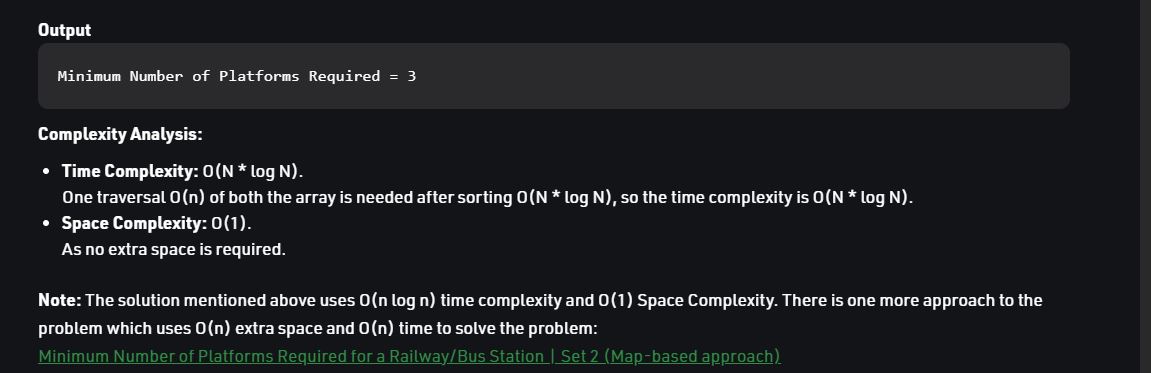 Output
Minimum Number of Platforms Required = 3
Complexity Analysis:
• Time Complexity: O(N * log N).
One traversal O(n) of both the array is needed after sorting O(N * log N), so the time complexity is O(N * log N).
• Space Complexity: O(1).
As no extra space is required.
Note: The solution mentioned above uses O(n log n) time complexity and O(1) Space Complexity. There is one more approach to the
problem which uses O(n) extra space and O(n) time to solve the problem:
Minimum Number of Platforms Required for a Railway/Bus Station | Set 2 (Map-based approach)